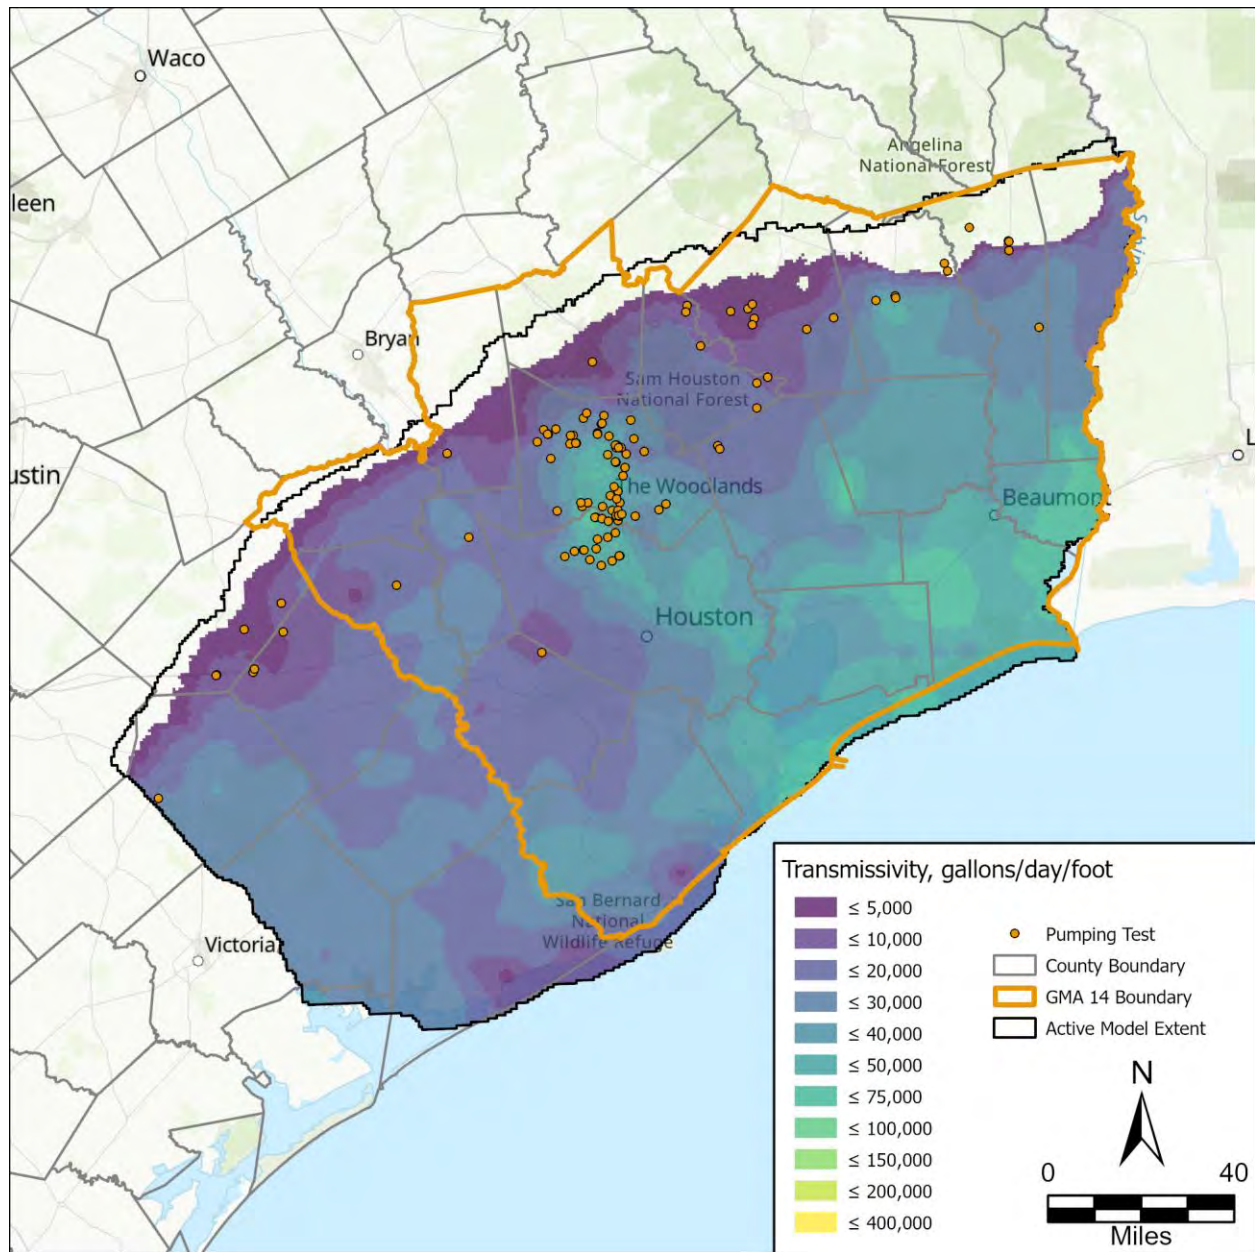 Waco
Angelina
National Forest
leen
Bryan
Sam Houston
National Forest
ustin
The Woodlands
Beaumont
L
Houston
San Bernard
National
Wildlife Refuge
Victoria
Transmissivity, gallons/day/foot
≤ 5,000
≤ 10,000
≤ 20,000
≤ 30,000
≤ 40,000
≤ 50,000
≤ 75,000
≤ 100,000
≤ 150,000
≤ 200,000
≤ 400,000
Pumping Test
County Boundary
GMA 14 Boundary
Active Model Extent
N
0 40
Miles